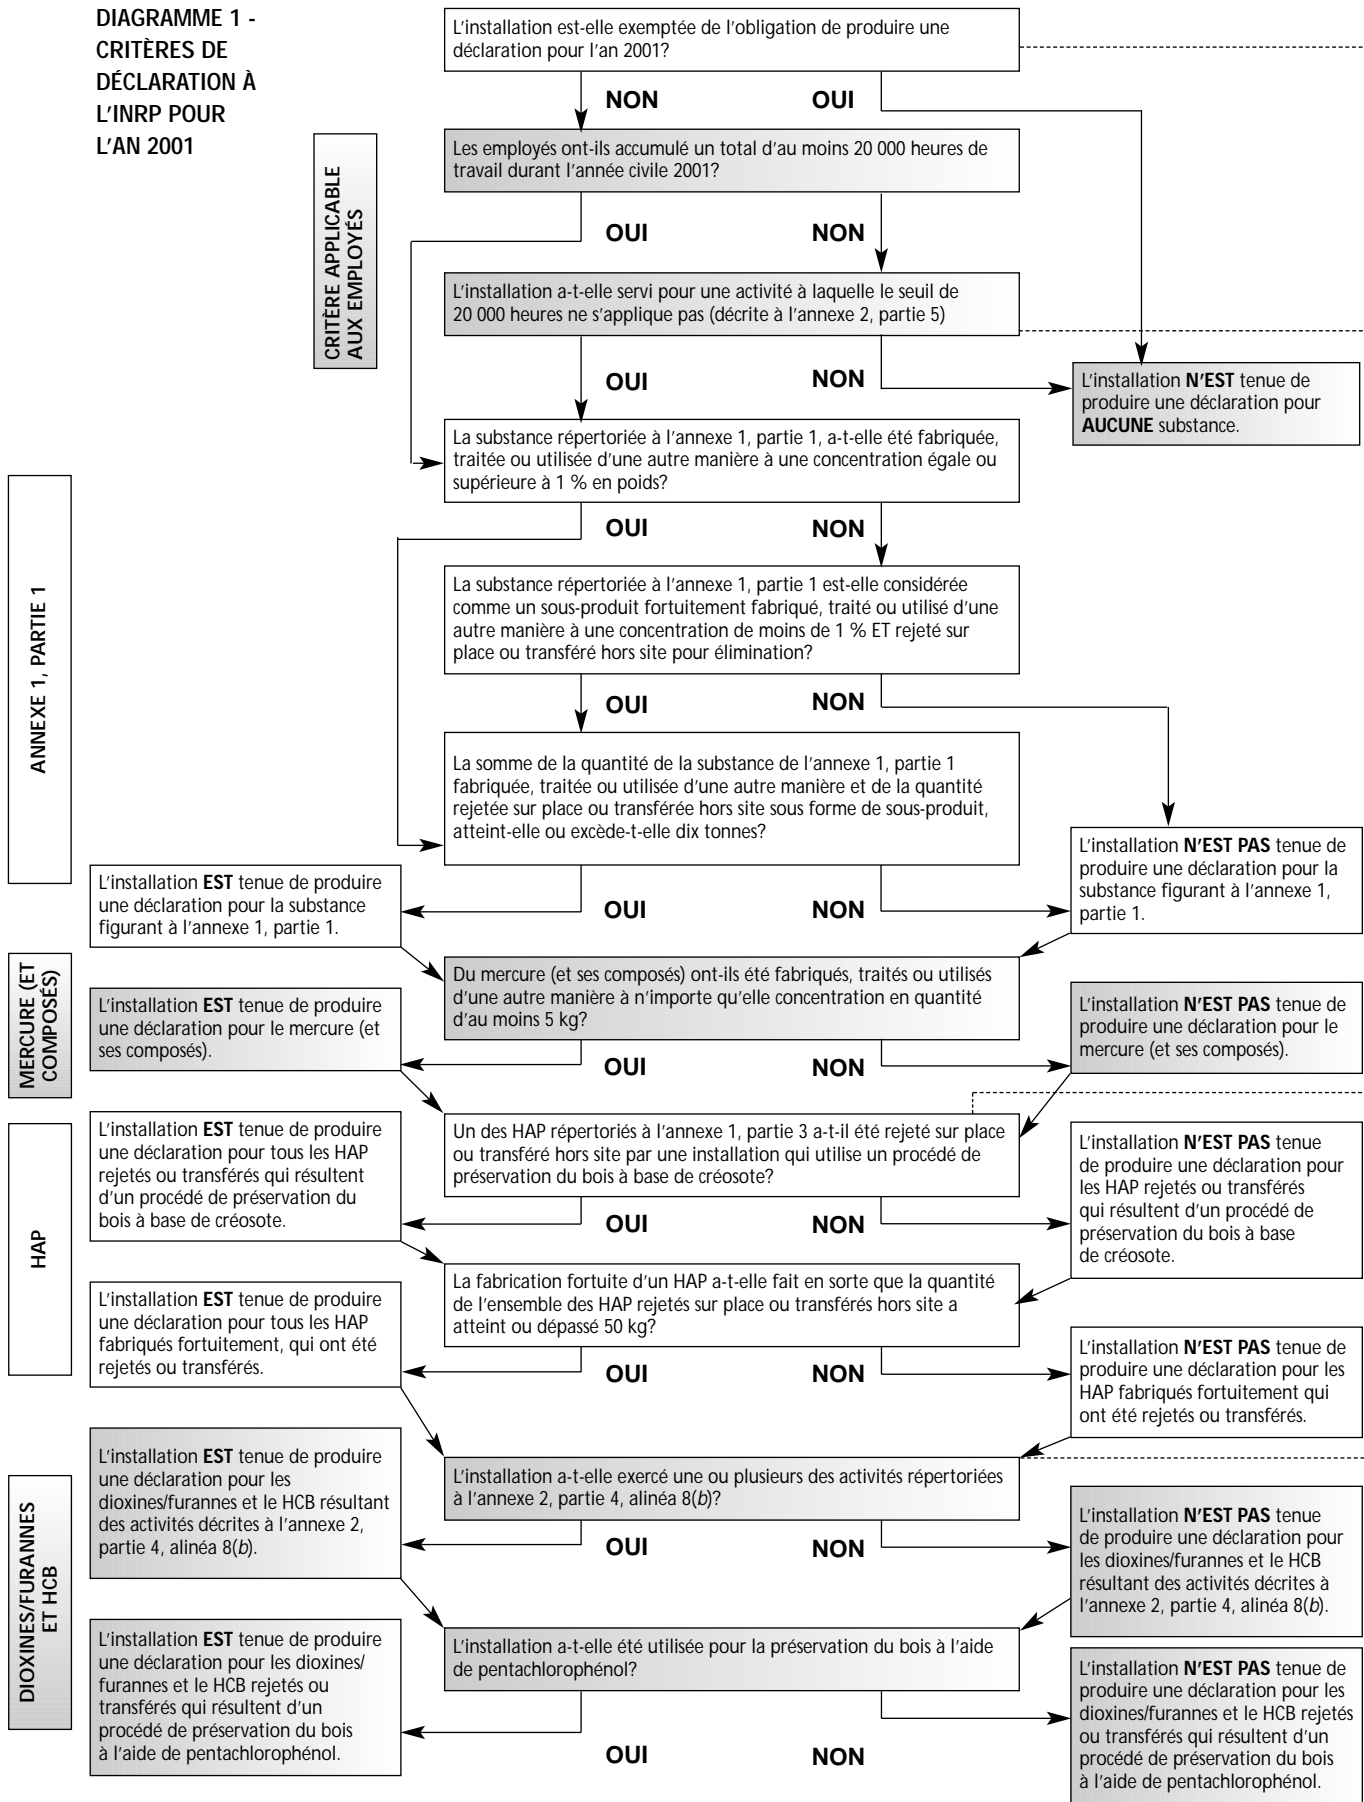 DIAGRAMME 1 -
CRITÈRES DE
DÉCLARATION À
L'INRP POUR
L'AN 2001
L'installation est-elle exemptée de l'obligation de produire une
déclaration pour l'an 2001?
NON
OUI
CRITÈRE APPLICABLE
AUX EMPLOYÉS
Les employés ont-ils accumulé un total d'au moins 20 000 heures de
travail durant l'année civile 2001?
OUI
NON
L'installation a-t-elle servi pour une activité à laquelle le seuil de
20 000 heures ne s'applique pas (décrite à l'annexe 2, partie 5)
OUI
NON
L'installation N'EST tenue de
produire une déclaration pour
AUCUNE substance.
ANNEXE 1, PARTIE 1
La substance répertoriée à l'annexe 1, partie 1, a-t-elle été fabriquée,
traitée ou utilisée d'une autre manière à une concentration égale ou
supérieure à 1 % en poids?
OUI
NON
La substance répertoriée à l'annexe 1, partie 1 est-elle considérée
comme un sous-produit fortuitement fabriqué, traité ou utilisé d'une
autre manière à une concentration de moins de 1 % ET rejeté sur
place ou transféré hors site pour élimination?
OUI
NON
La somme de la quantité de la substance de l'annexe 1, partie 1
fabriquée, traitée ou utilisée d'une autre manière et de la quantité
rejetée sur place ou transférée hors site sous forme de sous-produit,
atteint-elle ou excède-t-elle dix tonnes?
L'installation EST tenue de produire
une déclaration pour la substance
figurant à l'annexe 1, partie 1.
OUI
NON
L'installation N'EST PAS tenue de
produire une déclaration pour la
substance figurant à l'annexe 1,
partie 1.
MERCURE (ET
COMPOSÉS)
Du mercure (et ses composés) ont-ils été fabriqués, traités ou utilisés
d'une autre manière à n'importe qu'elle concentration en quantité
d'au moins 5 kg?
L'installation EST tenue de produire
une déclaration pour le mercure (et
ses composés).
OUI
NON
L'installation N'EST PAS tenue de
produire une déclaration pour le
mercure (et ses composés).
HAP
Un des HAP répertoriés à l'annexe 1, partie 3 a-t-il été rejeté sur place
ou transféré hors site par une installation qui utilise un procédé de
préservation du bois à base de créosote?
L'installation EST tenue de produire
une déclaration pour tous les HAP
rejetés ou transférés qui résultent
d'un procédé de préservation du
bois à base de créosote.
OUI
NON
L'installation N'EST PAS tenue
de produire une déclaration pour
les HAP rejetés ou transférés
qui résultent d'un procédé de
préservation du bois à base
de créosote.
La fabrication fortuite d'un HAP a-t-elle fait en sorte que la quantité
de l'ensemble des HAP rejetés sur place ou transférés hors site a
atteint ou dépassé 50 kg?
L'installation EST tenue de produire
une déclaration pour tous les HAP
fabriqués fortuitement, qui ont été
rejetés ou transférés.
OUI
NON
L'installation N'EST PAS tenue de
produire une déclaration pour les
HAP fabriqués fortuitement qui
ont été rejetés ou transférés.
DIOXINES/FURANNES
ET HCB
L'installation a-t-elle exercé une ou plusieurs des activités répertoriées
à l'annexe 2, partie 4, alinéa 8(b)?
L'installation EST tenue de produire
une déclaration pour les
dioxines/furannes et le HCB résultant
des activités décrites à l'annexe 2,
partie 4, alinéa 8(b).
OUI
NON
L'installation N'EST PAS tenue
de produire une déclaration pour
les dioxines/furannes et le HCB
résultant des activités décrites à
l'annexe 2, partie 4, alinéa 8(b).
L'installation a-t-elle été utilisée pour la préservation du bois à l'aide
de pentachlorophénol?
L'installation EST tenue de produire
une déclaration pour les dioxines/
furannes et le HCB rejetés ou
transférés qui résultent d'un
procédé de préservation du bois
à l'aide de pentachlorophénol.
OUI
NON
L'installation N'EST PAS tenue de
produire une déclaration pour les
dioxines/furannes et le HCB rejetés
ou transférés qui résultent d'un
procédé de préservation du bois
à l'aide de pentachlorophénol.